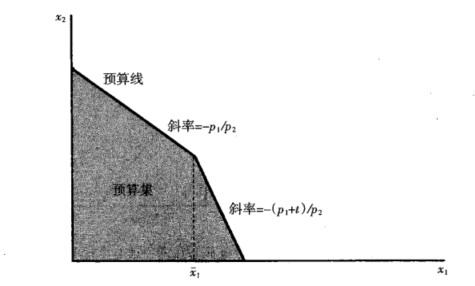 x₂
预算线
斜率=-p₁/p₂
预算集
斜率=-(p₁+t)/p₂
x̄₁
x₁